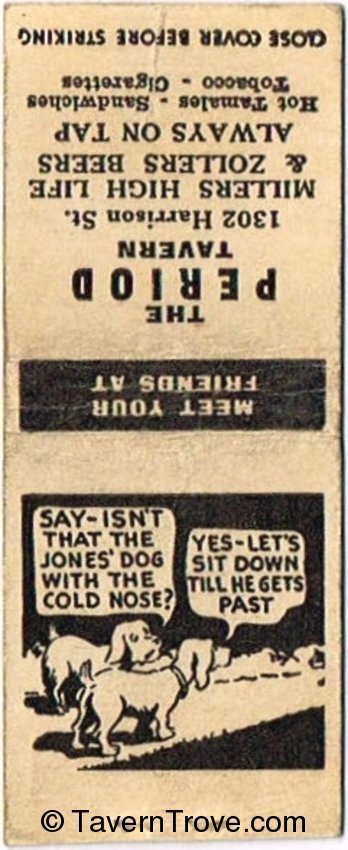 CLOSE COVER BEFORE STRIKING
THE
PERIOD
TAVERN
1302 Harrison St.
MILLERS HIGH LIFE
& ZOLLERS BEERS
ALWAYS ON TAP
Hot Tamales - Sandwiches
Tobacco - Cigarettes
MEET YOUR
FRIENDS AT
SAY-ISN'T
THAT THE
JONES' DOG
WITH THE
COLD NOSE?
YES-LET'S
SIT DOWN
TILL HE GETS
PAST
© TavernTrove.com